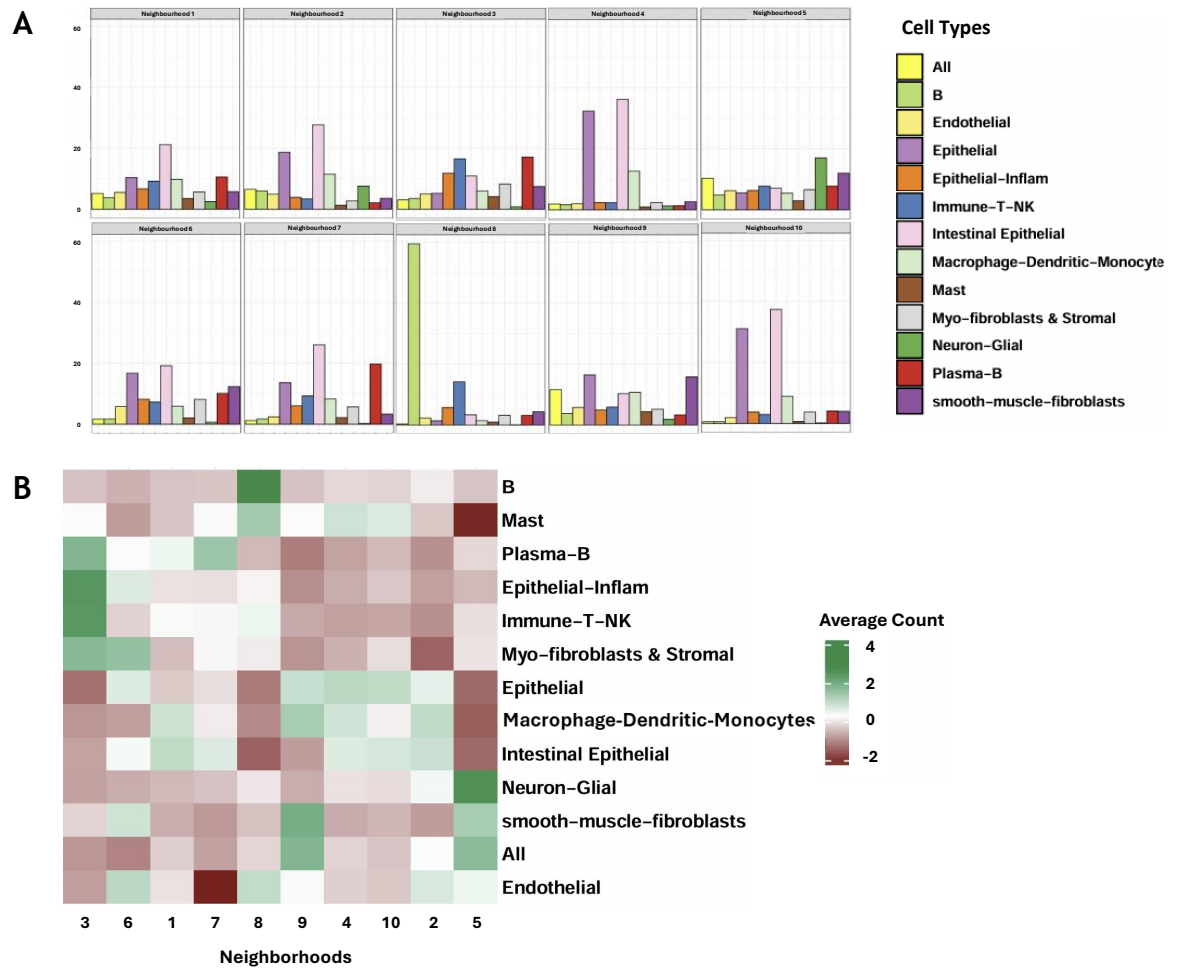 A
Neighbourhood 1
Neighbourhood 2
Neighbourhood 3
Neighbourhood 4
Neighbourhood 5
60
40
20
0
Neighbourhood 6
Neighbourhood 7
Neighbourhood 8
Neighbourhood 9
Neighbourhood 10
60
40
20
0
Cell Types
All
B
Endothelial
Epithelial
Epithelial–Inflam
Immune–T–NK
Intestinal Epithelial
Macrophage–Dendritic–Monocyte
Mast
Myo–fibroblasts & Stromal
Neuron–Glial
Plasma–B
smooth–muscle–fibroblasts
B
B
Mast
Plasma–B
Epithelial–Inflam
Immune–T–NK
Myo–fibroblasts & Stromal
Epithelial
Macrophage-Dendritic-Monocytes
Intestinal Epithelial
Neuron–Glial
smooth–muscle–fibroblasts
All
Endothelial
3 6 1 7 8 9 4 10 2 5
Neighborhoods
Average Count
4
2
0
-2